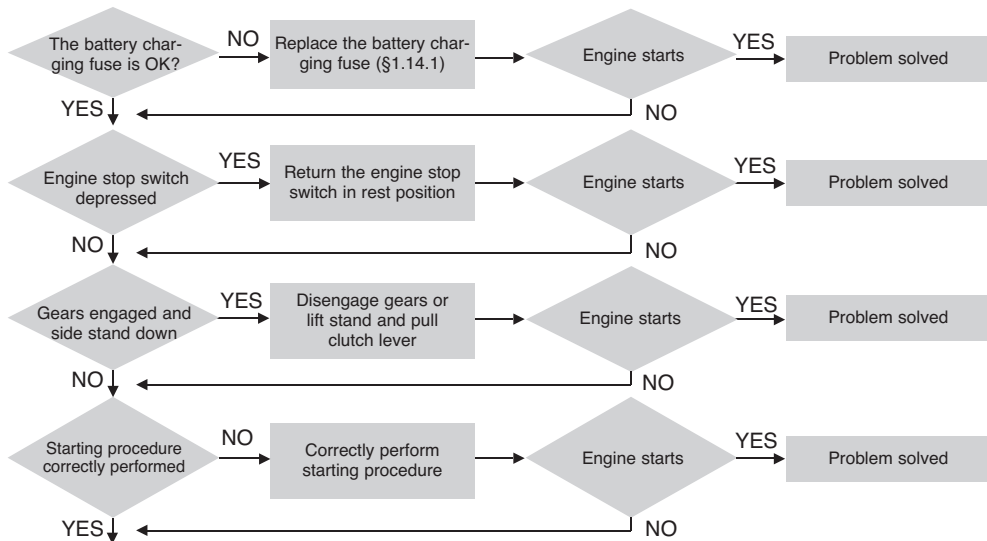 The battery char-
ging fuse is OK?
NO
Replace the battery char-
ging fuse (§1.14.1)
Engine starts
YES
Problem solved
YES
NO
Engine stop switch
depressed
YES
Return the engine stop
switch in rest position
Engine starts
YES
Problem solved
NO
NO
Gears engaged and
side stand down
YES
Disengage gears or
lift stand and pull
clutch lever
Engine starts
YES
Problem solved
NO
NO
Starting procedure
correctly performed
NO
Correctly perform
starting procedure
Engine starts
YES
Problem solved
YES
NO